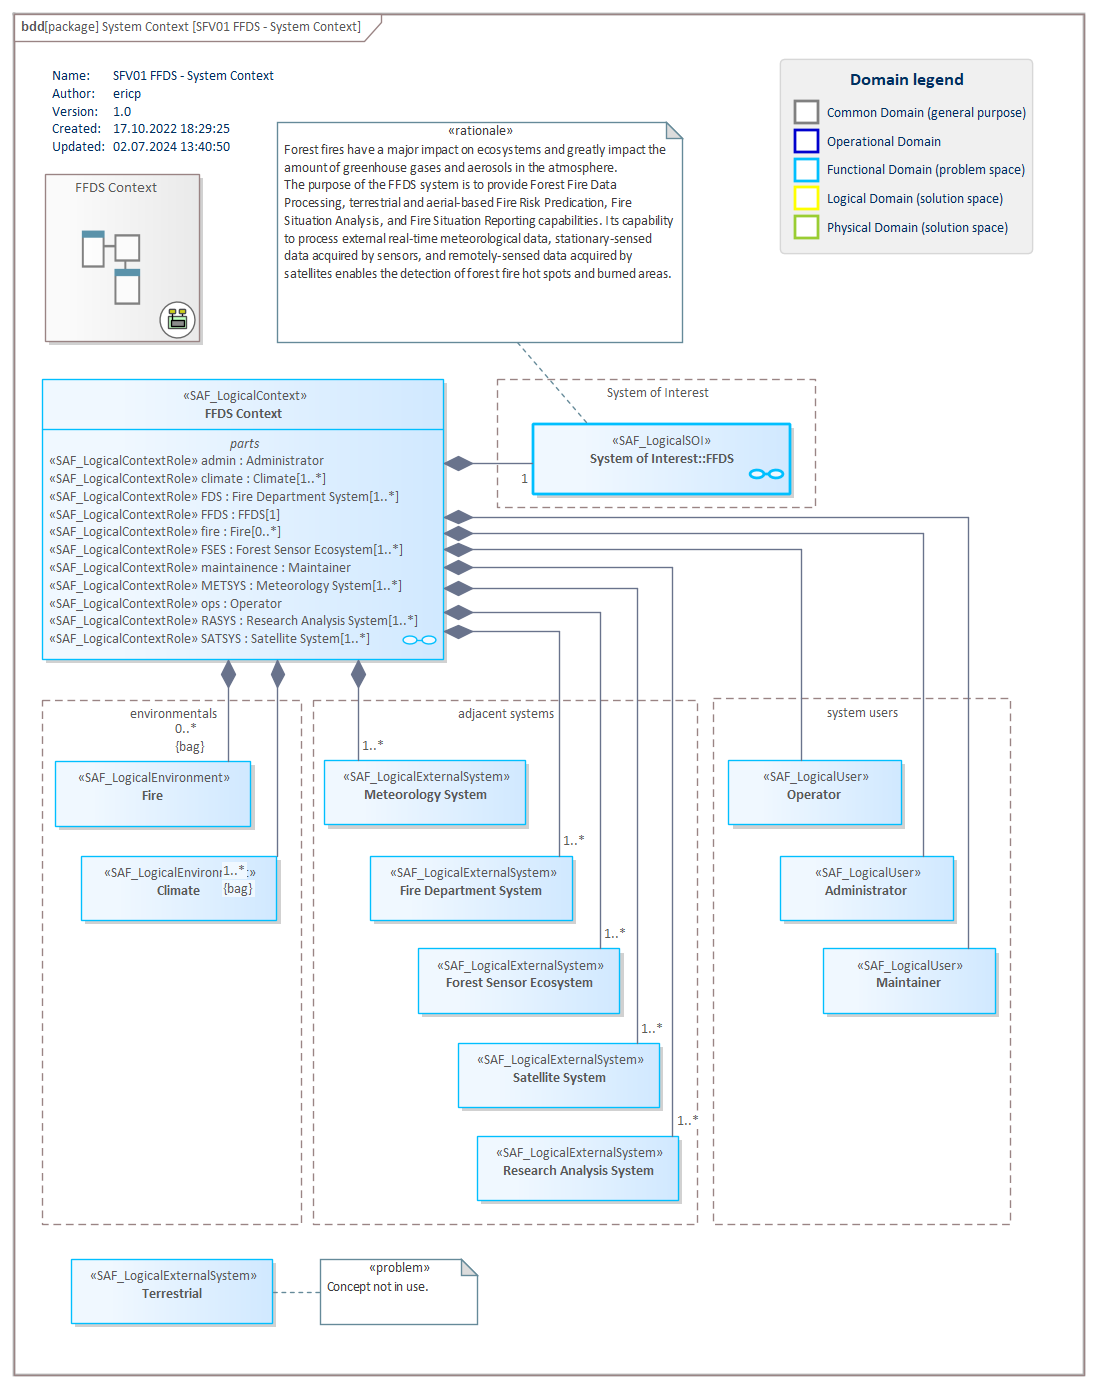 bdd[package] System Context [SFV01 FFDS - System Context]
Name: SFV01 FFDS - System Context
Author: ericp
Version: 1.0
Created: 17.10.2022 18:29:25
Updated: 02.07.2024 13:40:50
Domain legend
Common Domain (general purpose)
Operational Domain
Functional Domain (problem space)
Logical Domain (solution space)
Physical Domain (solution space)
«rationale»
Forest fires have a major impact on ecosystems and greatly impact the
amount of greenhouse gases and aerosols in the atmosphere.
The purpose of the FFDS system is to provide Forest Fire Data
Processing, terrestrial and aerial-based Fire Risk Predication, Fire
Situation Analysis, and Fire Situation Reporting capabilities. Its capability
to process external real-time meteorological data, stationary-sensed
data acquired by sensors, and remotely-sensed data acquired by
satellites enables the detection of forest fire hot spots and burned areas.
FFDS Context
«SAF_LogicalContext»
FFDS Context
parts
«SAF_LogicalContextRole» admin : Administrator
«SAF_LogicalContextRole» climate : Climate[1..*]
«SAF_LogicalContextRole» FDS : Fire Department System[1..*]
«SAF_LogicalContextRole» FFDS : FFDS[1]
«SAF_LogicalContextRole» fire : Fire[0..*]
«SAF_LogicalContextRole» FSES : Forest Sensor Ecosystem[1..*]
«SAF_LogicalContextRole» maintainence : Maintainer
«SAF_LogicalContextRole» METSYS : Meteorology System[1..*]
«SAF_LogicalContextRole» ops : Operator
«SAF_LogicalContextRole» RASYS : Research Analysis System[1..*]
«SAF_LogicalContextRole» SATSYS : Satellite System[1..*]
System of Interest
«SAF_LogicalSOI»
System of Interest::FFDS
1
environmentals
0..*
{bag}
«SAF_LogicalEnvironment»
Fire
1..*
{bag}
Climate
adjacent systems
1..*
«SAF_LogicalExternalSystem»
Meteorology System
1..*
«SAF_LogicalExternalSystem»
Fire Department System
1..*
«SAF_LogicalExternalSystem»
Forest Sensor Ecosystem
1..*
«SAF_LogicalExternalSystem»
Satellite System
1..*
«SAF_LogicalExternalSystem»
Research Analysis System
system users
«SAF_LogicalUser»
Operator
«SAF_LogicalUser»
Administrator
«SAF_LogicalUser»
Maintainer
«SAF_LogicalExternalSystem»
Terrestrial
«problem»
Concept not in use.